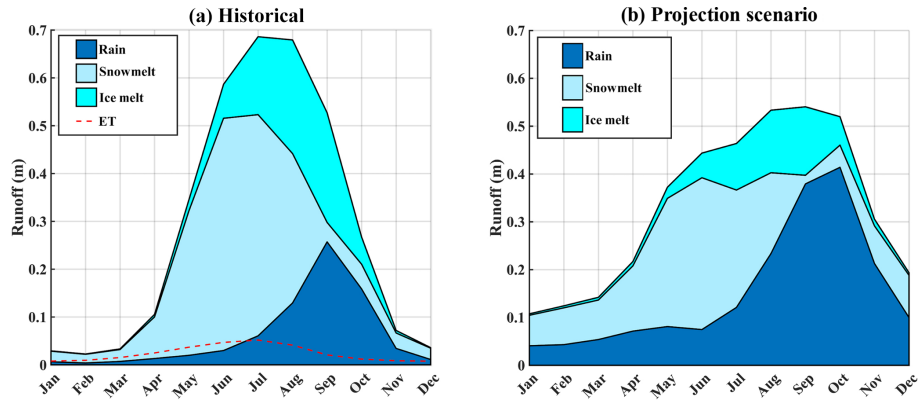 (a) Historical
0.7
0.6
0.5
0.4
0.3
0.2
0.1
0
Runoff (m)
Rain
Snowmelt
Ice melt
ET
Jan Feb Mar Apr May Jun Jul Aug Sep Oct Nov Dec
(b) Projection scenario
0.7
0.6
0.5
0.4
0.3
0.2
0.1
0
Runoff (m)
Rain
Snowmelt
Ice melt
Jan Feb Mar Apr May Jun Jul Aug Sep Oct Nov Dec